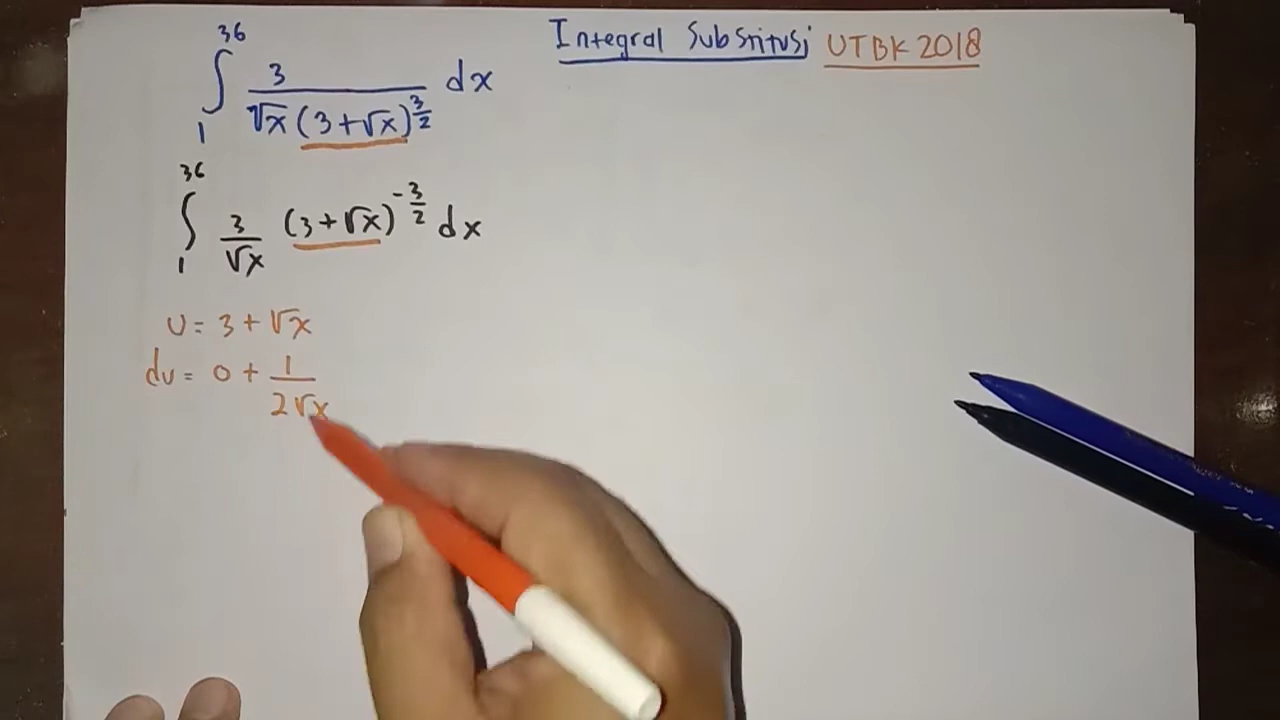 Integral Substitusi UTBK 2018
∫₁³⁶ 3/(√x(3+√x)^(3/2)) dx
∫₁³⁶ 3/√x (3+√x)^(-3/2) dx
u = 3 + √x
du = 0 + 1/(2√x)